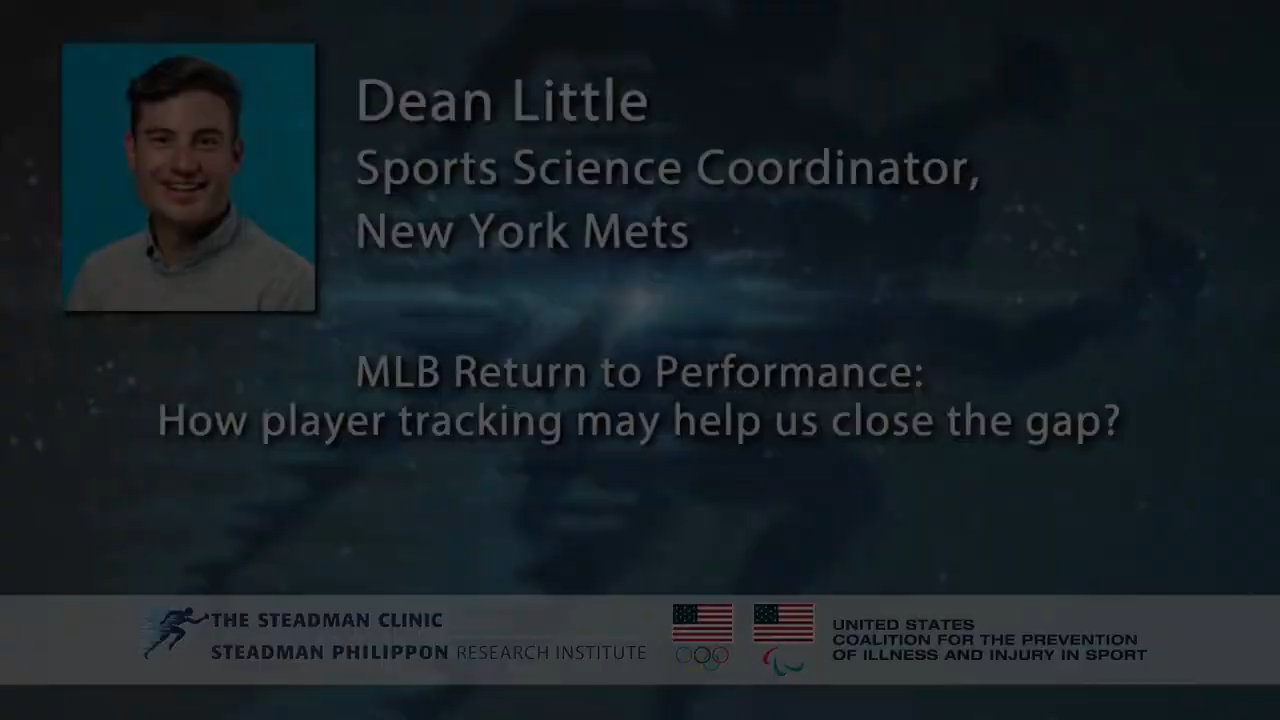 Dean Little
Sports Science Coordinator,
New York Mets
MLB Return to Performance:
How player tracking may help us close the gap?
THE STEADMAN CLINIC
STEADMAN PHILIPPON RESEARCH INSTITUTE
UNITED STATES
COALITION FOR THE PREVENTION
OF ILLNESS AND INJURY IN SPORT